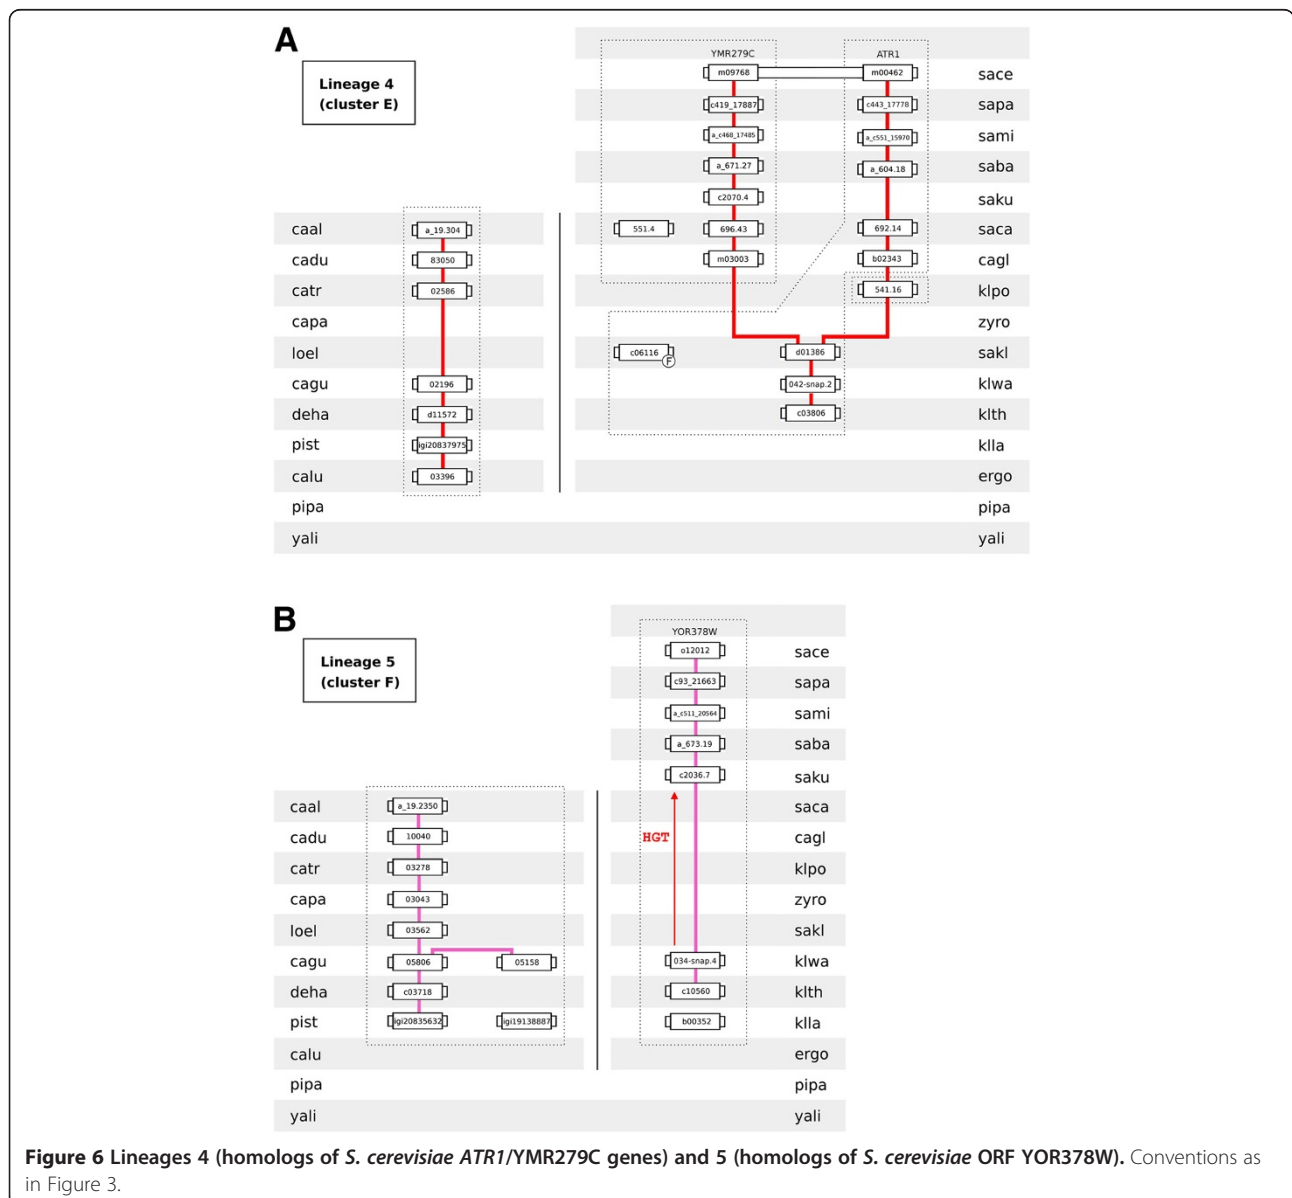 A
Lineage 4
(cluster E)
YMR279C ATR1
m09768 m00462 sace
c419_17887 c443_17778 sapa
a_c468_17485 a_c551_15970 sami
a_671.27 a_604.18 saba
c2070.4 saku
caal a_19.304 551.4 696.43 692.14 saca
cadu 83050 m03003 b02343 cagl
catr 02586 541.16 klpo
capa zyro
loel c06116 F d01386 sakl
cagu 02196 042-snap.2 klwa
deha d11572 c03806 klth
pist igi20837975 klla
calu 03396 ergo
pipa pipa
yali yali
B
Lineage 5
(cluster F)
YOR378W
o12012 sace
c93_21663 sapa
a_c511_20564 sami
a_673.19 saba
c2036.7 saku
caal a_19.2350 saca
cadu 10040 HGT cagl
catr 03278 klpo
capa 03043 zyro
loel 03562 sakl
cagu 05806 05158 034-snap.4 klwa
deha c03718 c10560 klth
pist igi20835632 igi19138887 b00352 klla
calu ergo
pipa pipa
yali yali
Figure 6 Lineages 4 (homologs of S. cerevisiae ATR1/YMR279C genes) and 5 (homologs of S. cerevisiae ORF YOR378W). Conventions as
in Figure 3.